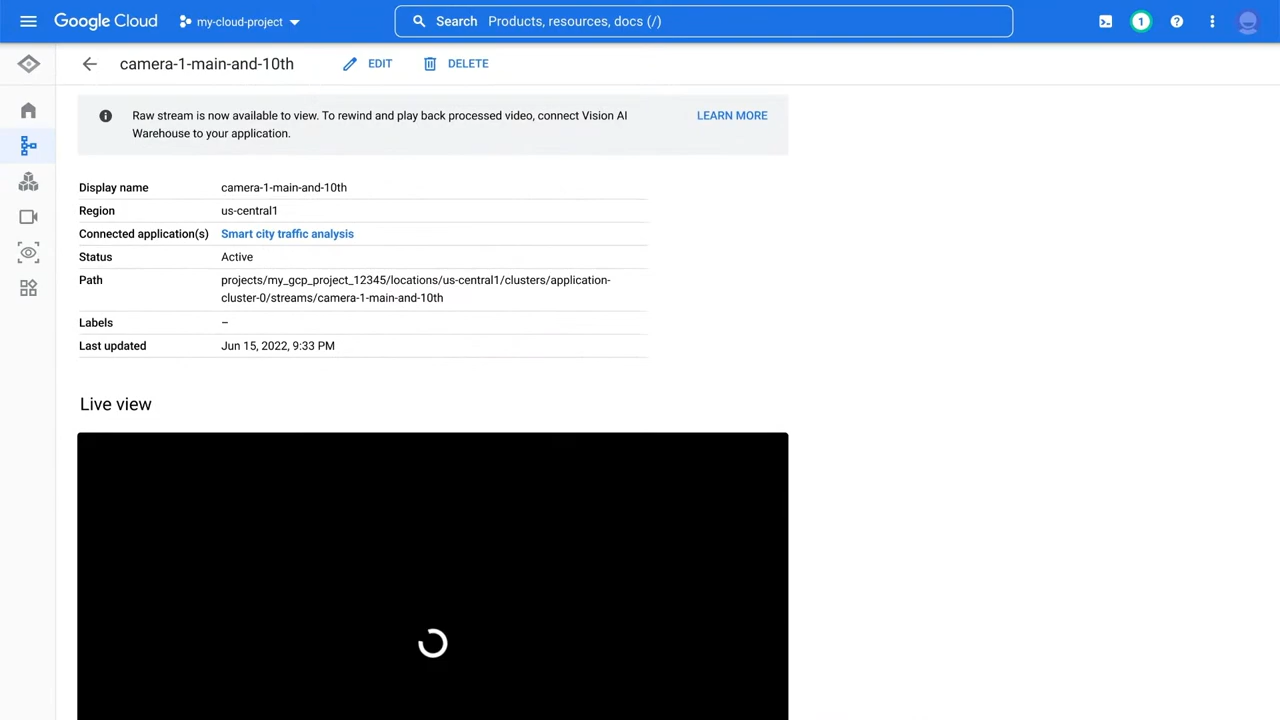 Google Cloud my-cloud-project Search Products, resources, docs (/) 1
camera-1-main-and-10th EDIT DELETE
Raw stream is now available to view. To rewind and play back processed video, connect Vision AI
Warehouse to your application.
LEARN MORE
Display name camera-1-main-and-10th
Region us-central1
Connected application(s) Smart city traffic analysis
Status Active
Path projects/my_gcp_project_12345/locations/us-central1/clusters/application-
cluster-0/streams/camera-1-main-and-10th
Labels –
Last updated Jun 15, 2022, 9:33 PM
Live view